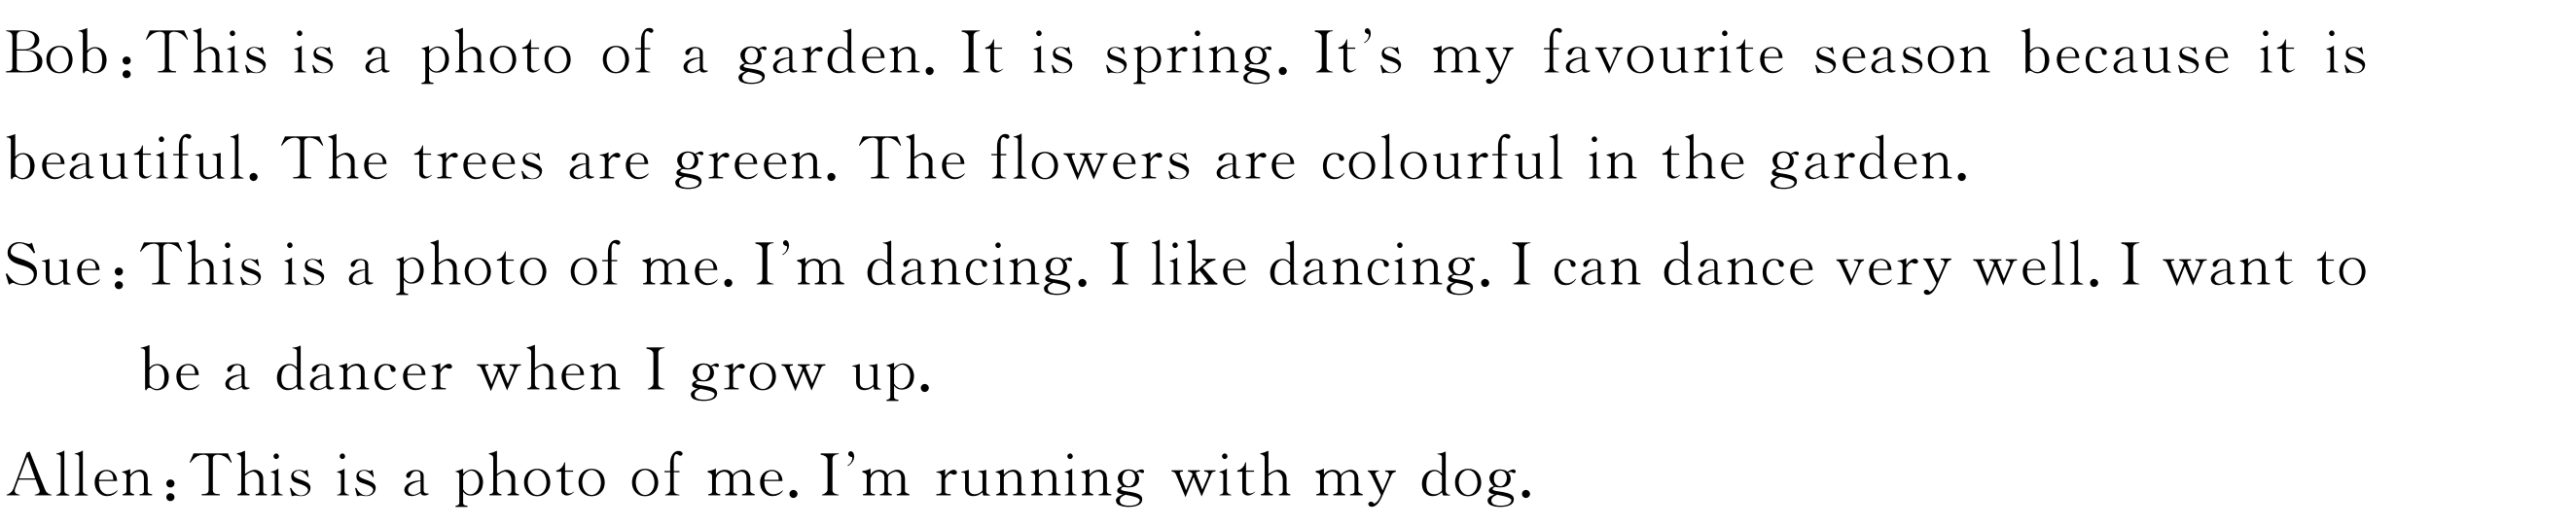 Bob:This is a photo of a garden. It is spring. It's my favourite season because it is
beautiful. The trees are green. The flowers are colourful in the garden.
Sue:This is a photo of me. I'm dancing. I like dancing. I can dance very well. I want to
be a dancer when I grow up.
Allen:This is a photo of me. I'm running with my dog.